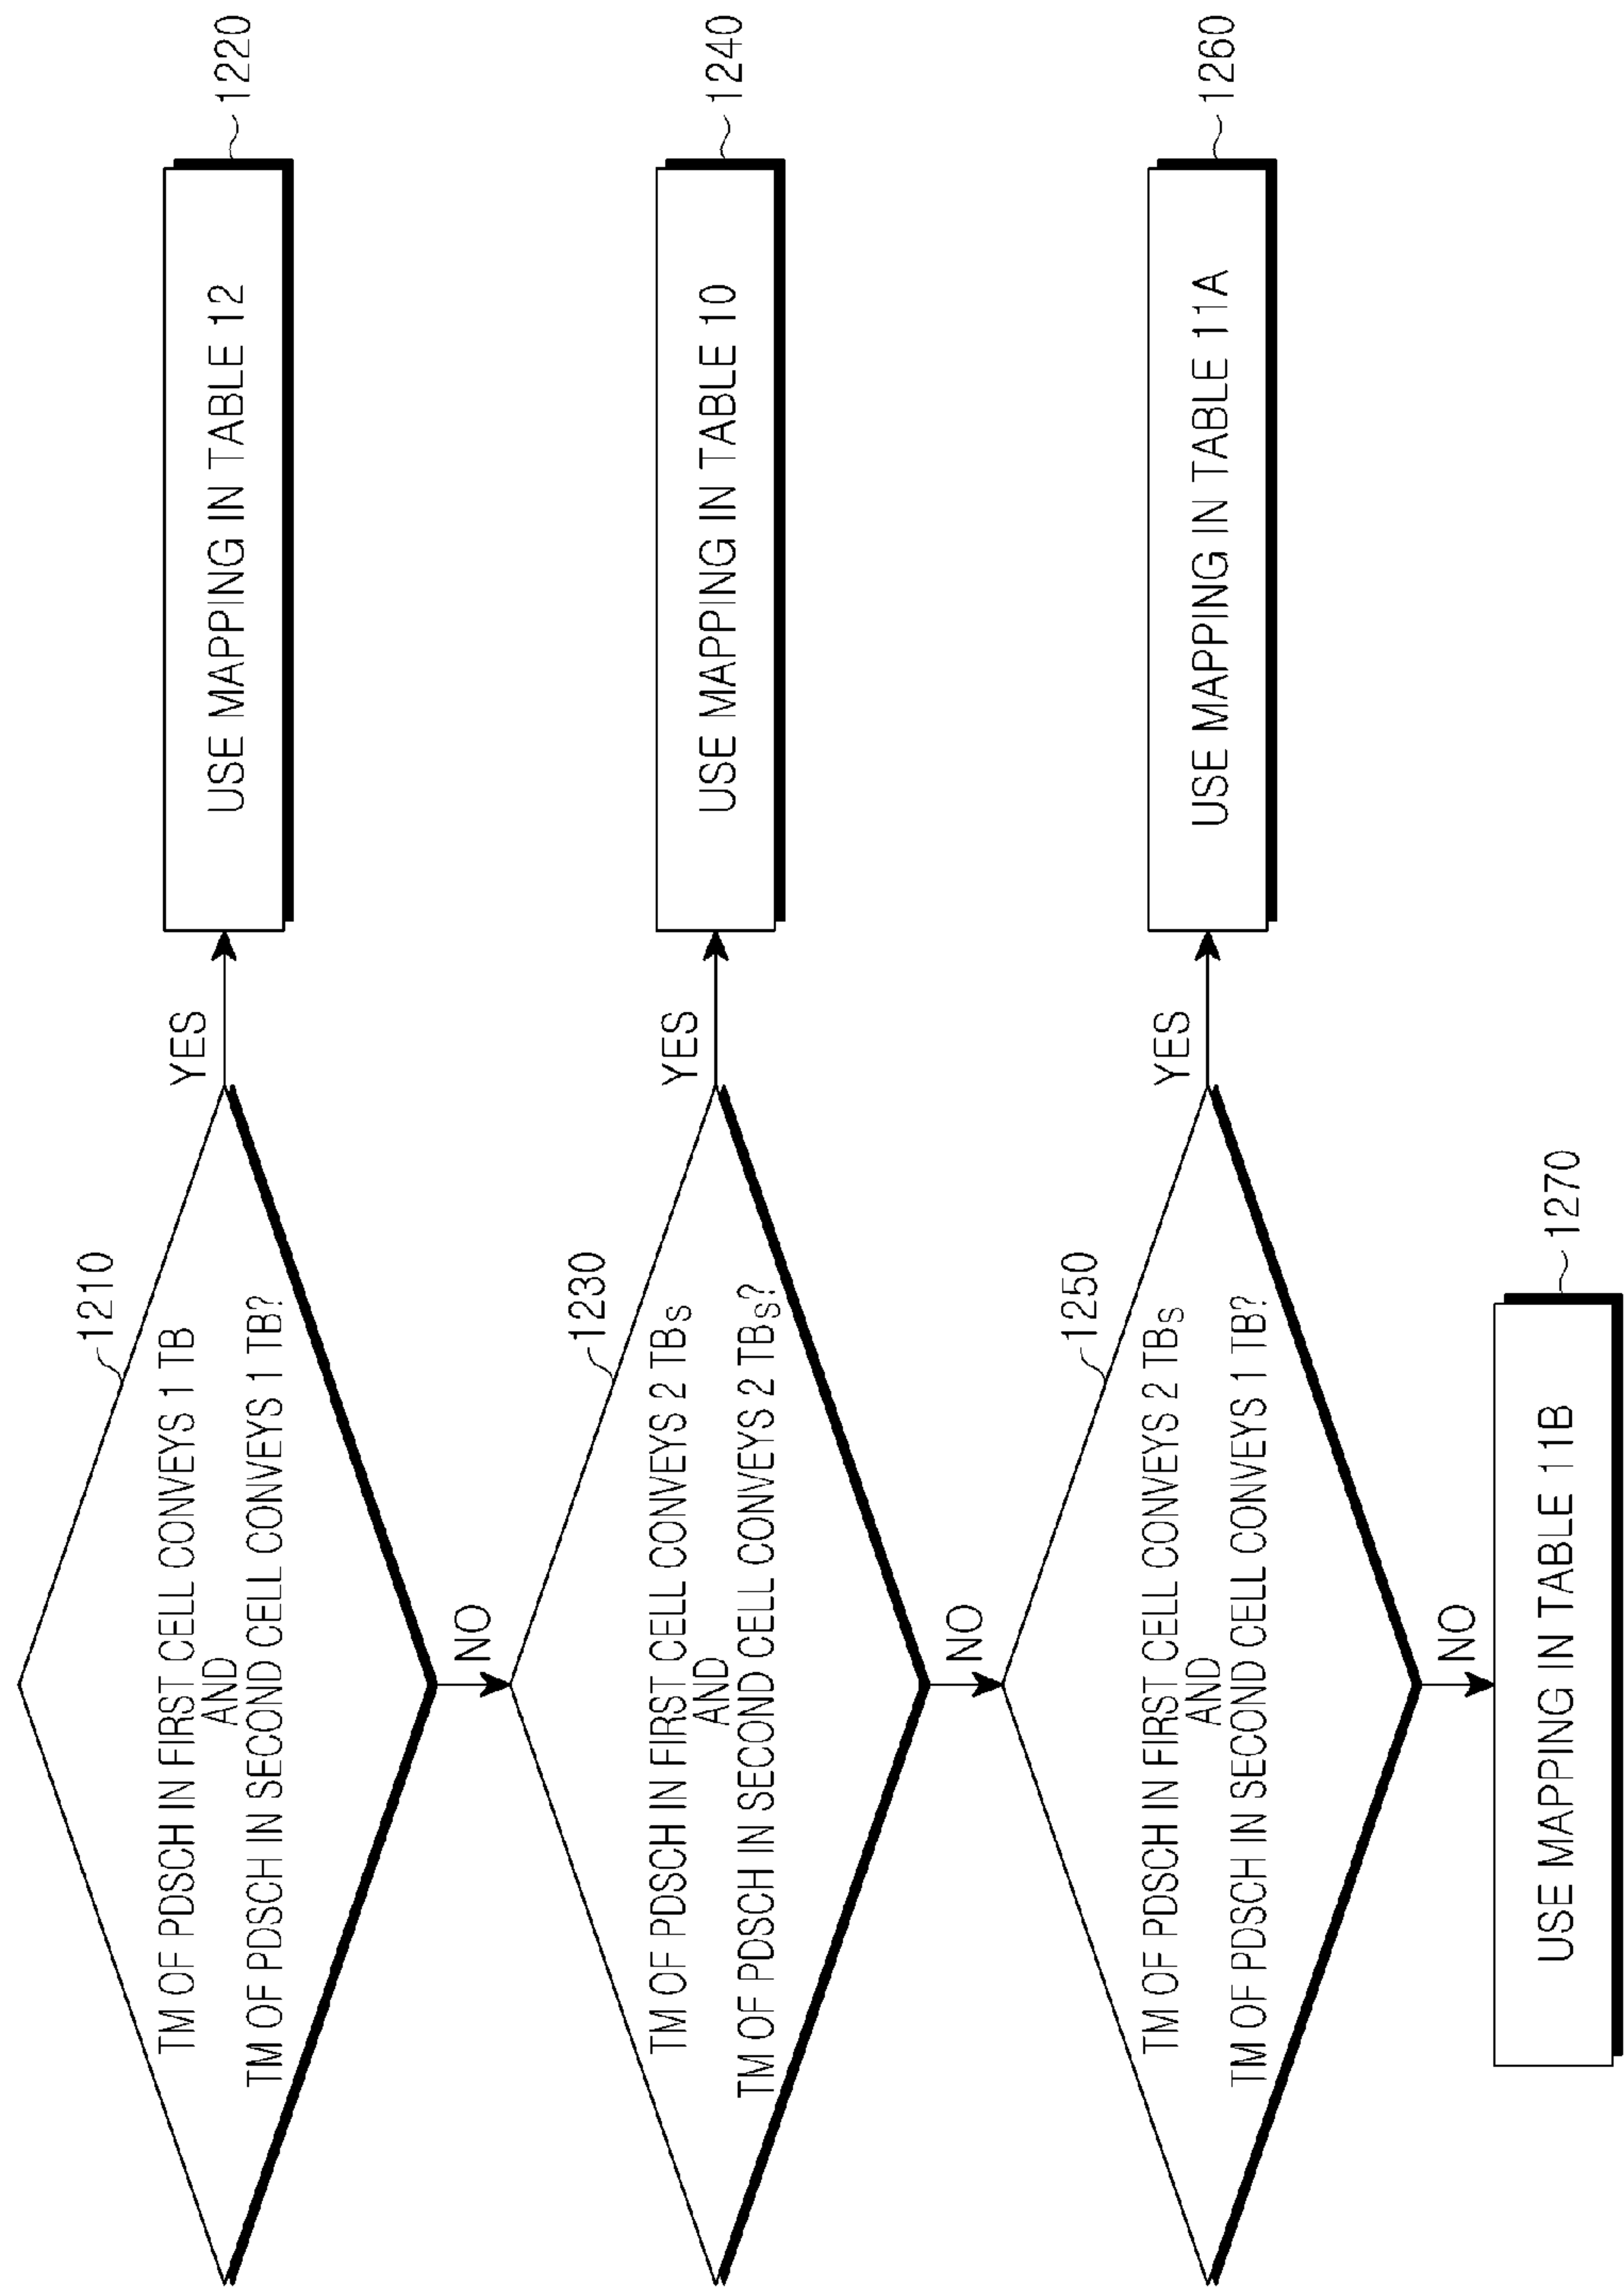 1210
TM OF PDSCH IN FIRST CELL CONVEYS 1 TB
AND
TM OF PDSCH IN SECOND CELL CONVEYS 1 TB?
YES
USE MAPPING IN TABLE 12
1220
NO
1230
TM OF PDSCH IN FIRST CELL CONVEYS 2 TBs
AND
TM OF PDSCH IN SECOND CELL CONVEYS 2 TBs?
YES
USE MAPPING IN TABLE 10
1240
NO
1250
TM OF PDSCH IN FIRST CELL CONVEYS 2 TBs
AND
TM OF PDSCH IN SECOND CELL CONVEYS 1 TB?
YES
USE MAPPING IN TABLE 11A
1260
NO
USE MAPPING IN TABLE 11B
1270